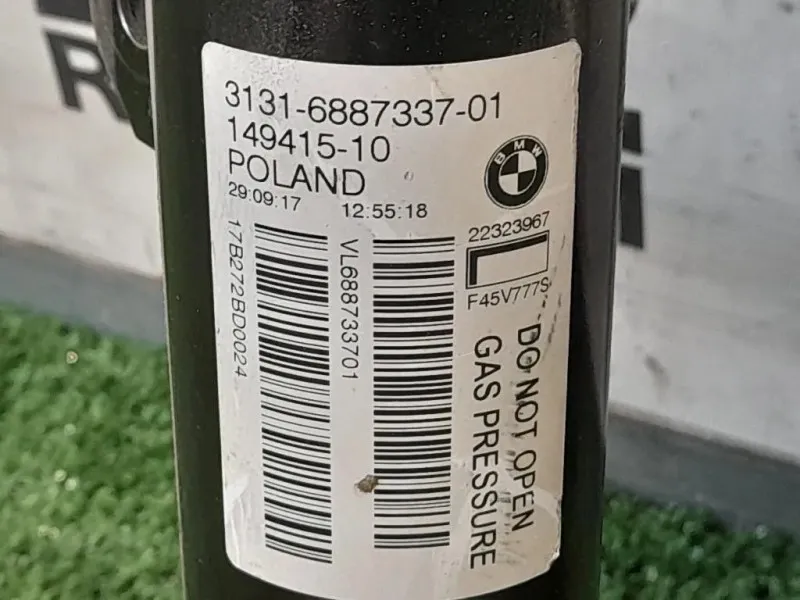 3131-6887337-01
149415-10
POLAND
29:09:17 12:55:18
BMW
22323967
F45V777S
17B272BD0024
VL688733701
DO NOT OPEN
GAS PRESSURE